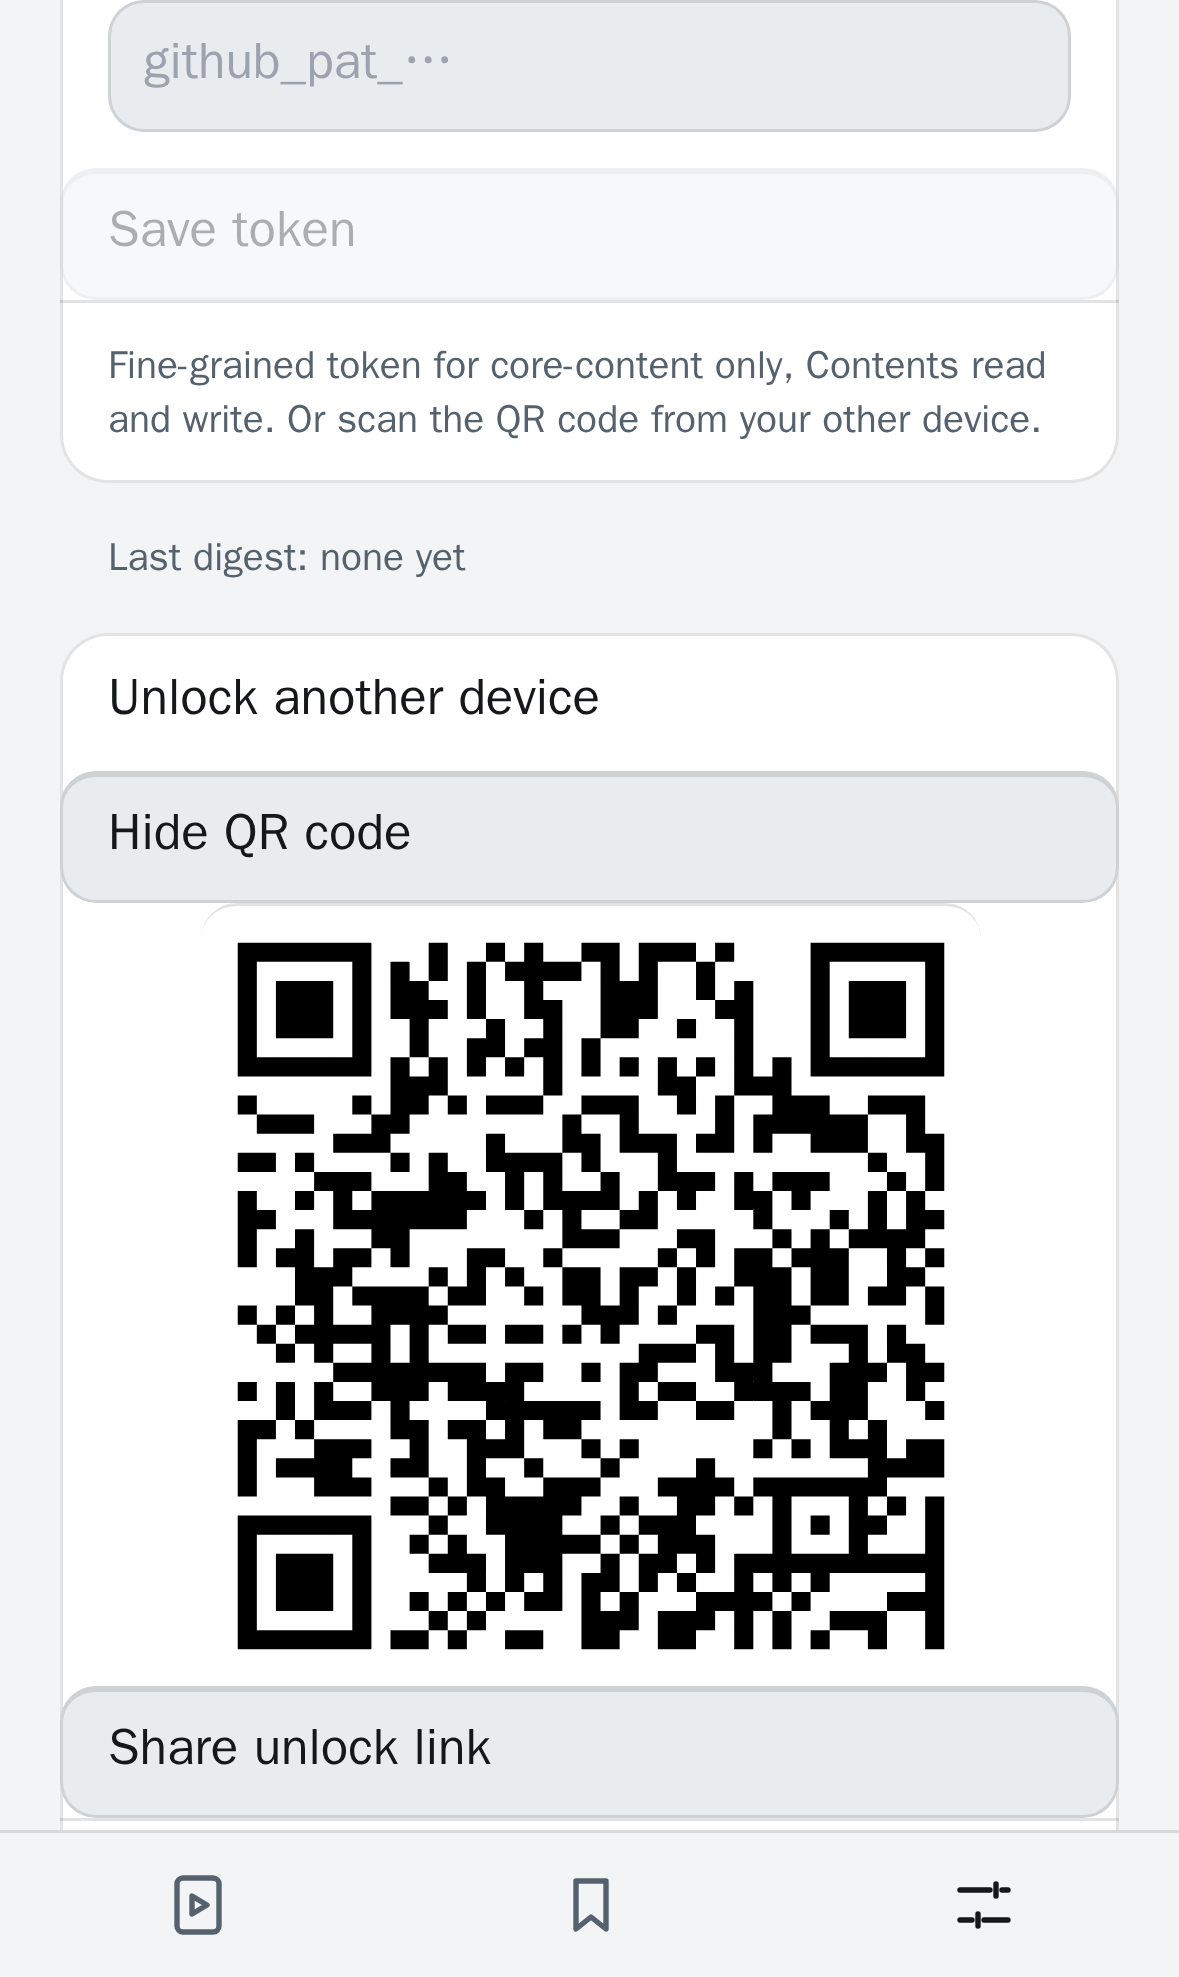 github_pat_···
Save token
Fine-grained token for core-content only, Contents read
and write. Or scan the QR code from your other device.
Last digest: none yet
Unlock another device
Hide QR code
Share unlock link